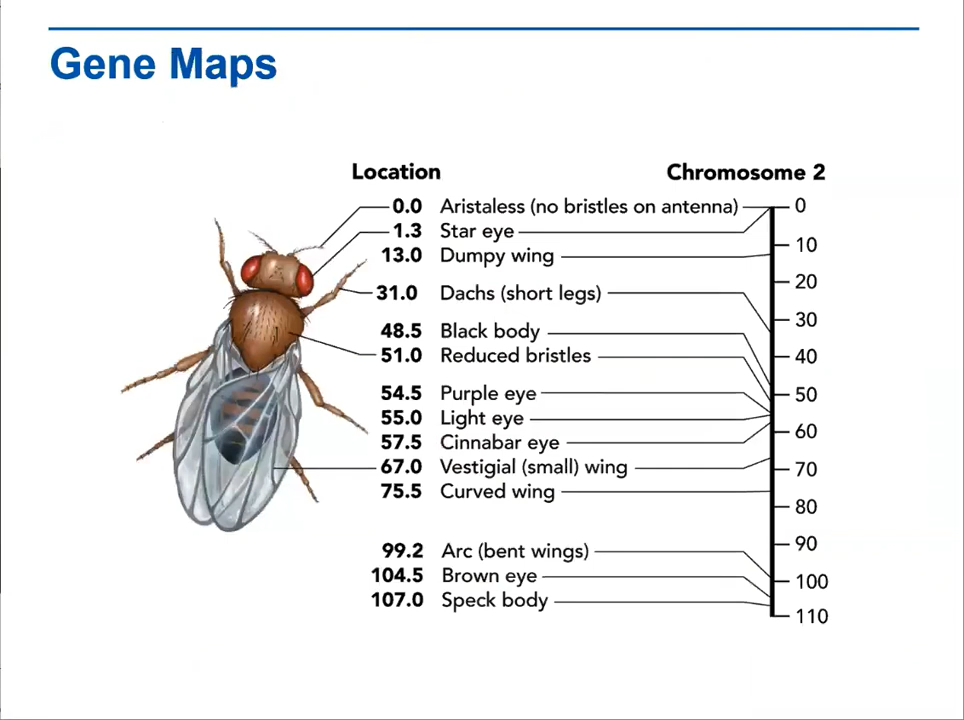 Gene Maps
Location Chromosome 2
0.0 Aristaless (no bristles on antenna) 0
1.3 Star eye
13.0 Dumpy wing 10
20
31.0 Dachs (short legs)
30
48.5 Black body
51.0 Reduced bristles 40
54.5 Purple eye 50
55.0 Light eye
57.5 Cinnabar eye 60
67.0 Vestigial (small) wing 70
75.5 Curved wing
80
90
99.2 Arc (bent wings)
104.5 Brown eye 100
107.0 Speck body
110